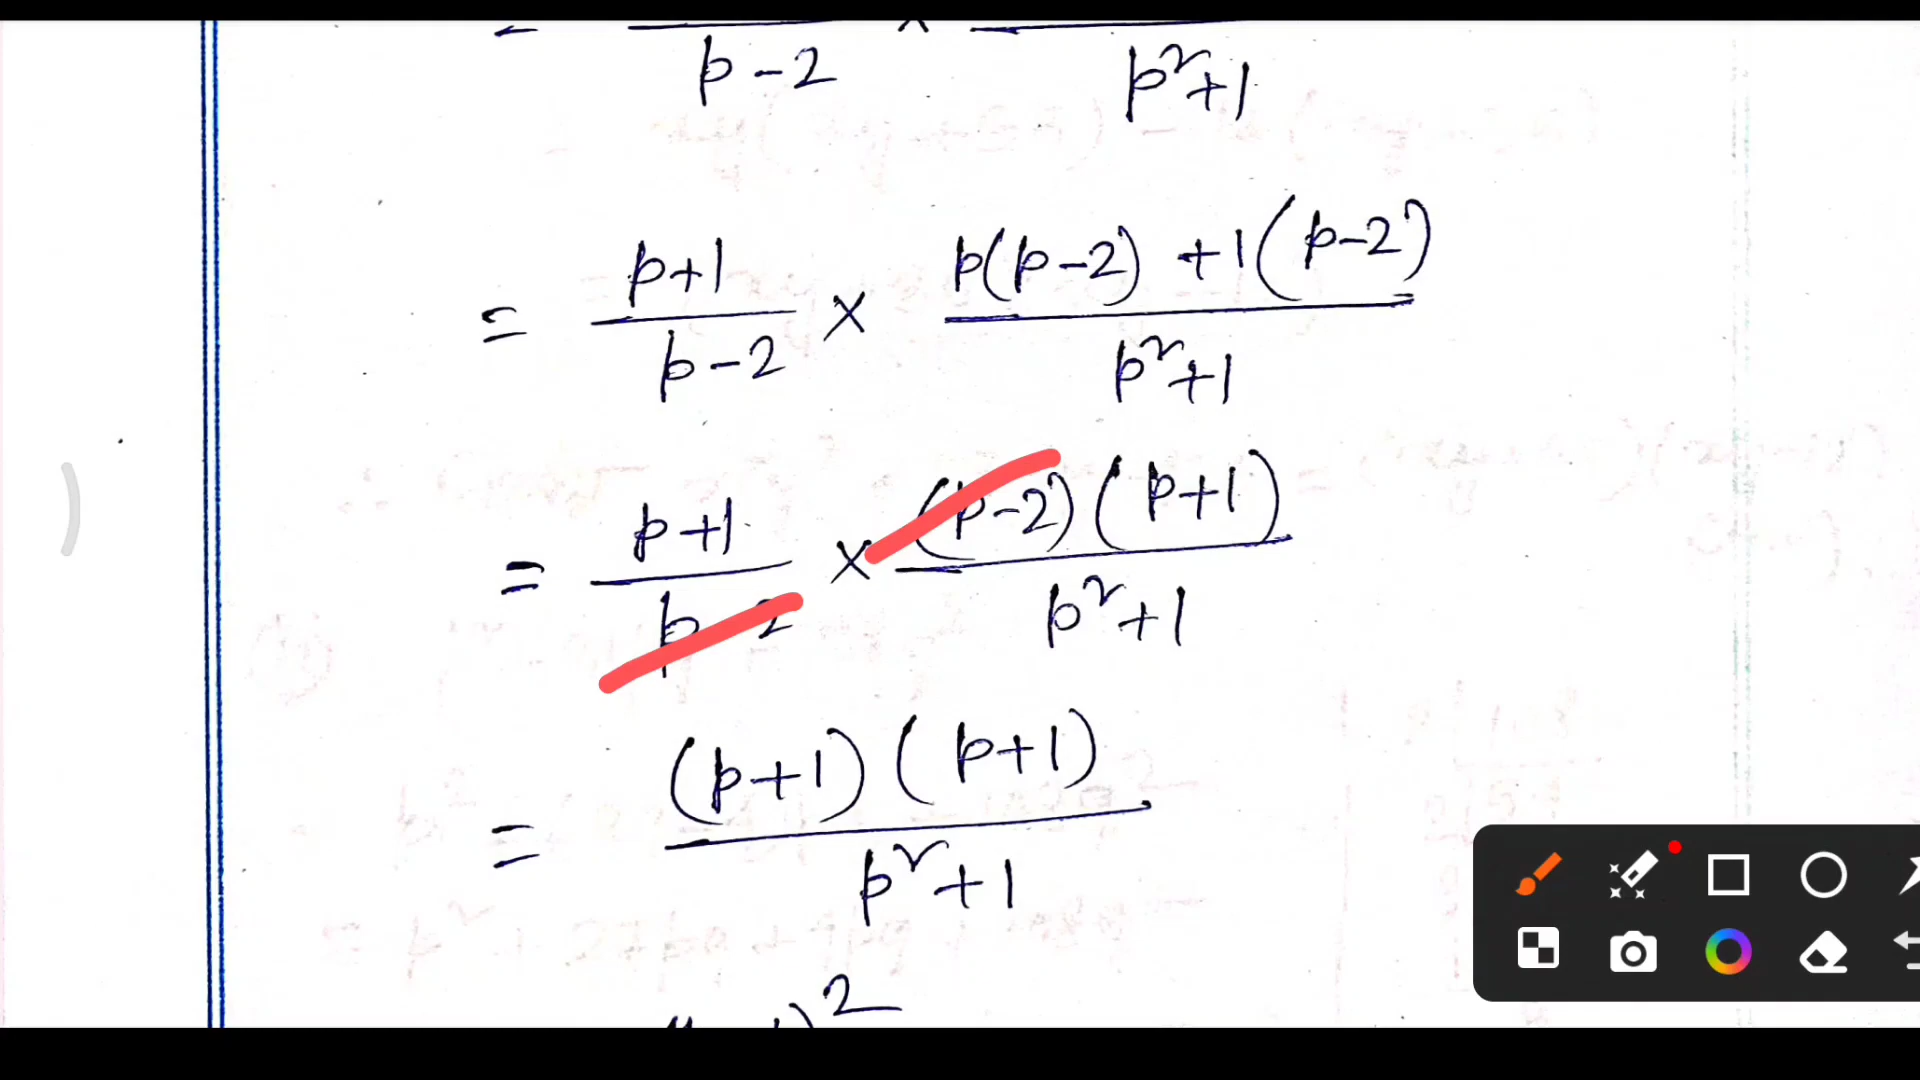 = × 
p-2 p²+1
= p+1/p-2 × p(p-2)+1(p-2)/p²+1
= p+1/p-2 × (p-2)(p+1)/p²+1
= (p+1)(p+1)/p²+1
2